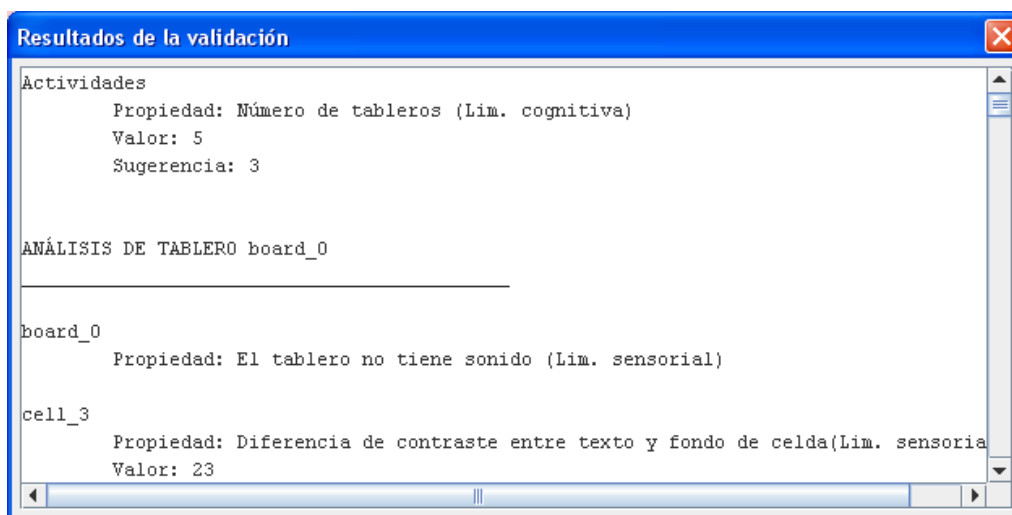 Resultados de la validación
Actividades
Propiedad: Número de tableros (Lim. cognitiva)
Valor: 5
Sugerencia: 3
ANÁLISIS DE TABLERO board_0
board_0
Propiedad: El tablero no tiene sonido (Lim. sensorial)
cell_3
Propiedad: Diferencia de contraste entre texto y fondo de celda(Lim. sensoria
Valor: 23